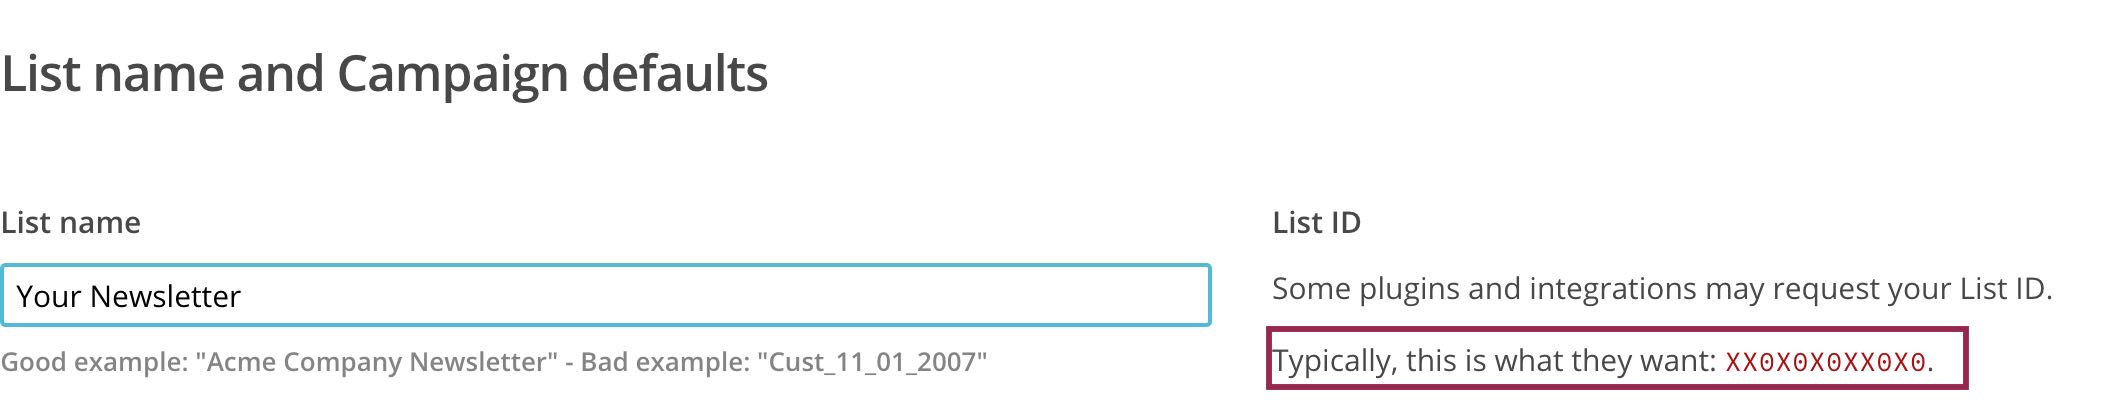 List name and Campaign defaults
List name
Your Newsletter
Good example: "Acme Company Newsletter" - Bad example: "Cust_11_01_2007"
List ID
Some plugins and integrations may request your List ID.
Typically, this is what they want: XX0X0X0XX0X0.